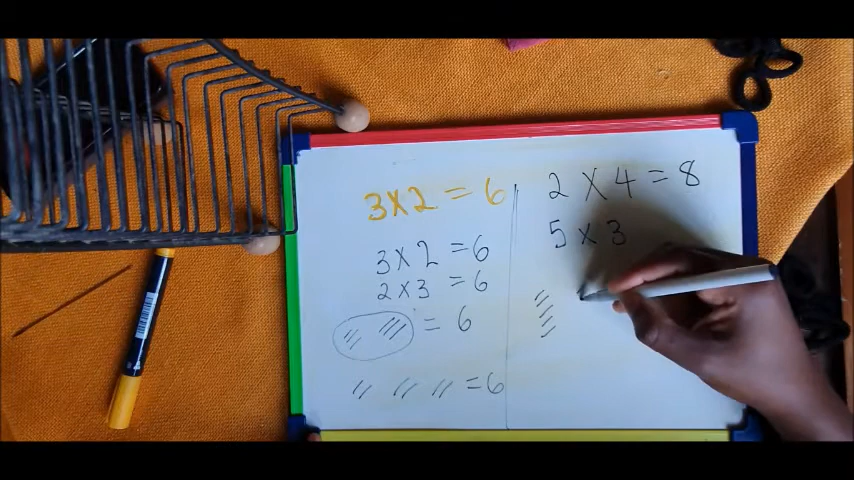 3X2 = 6
3X2 =6
2x3 =6
= 6
=6
2 X 4 = 8
5 x 3